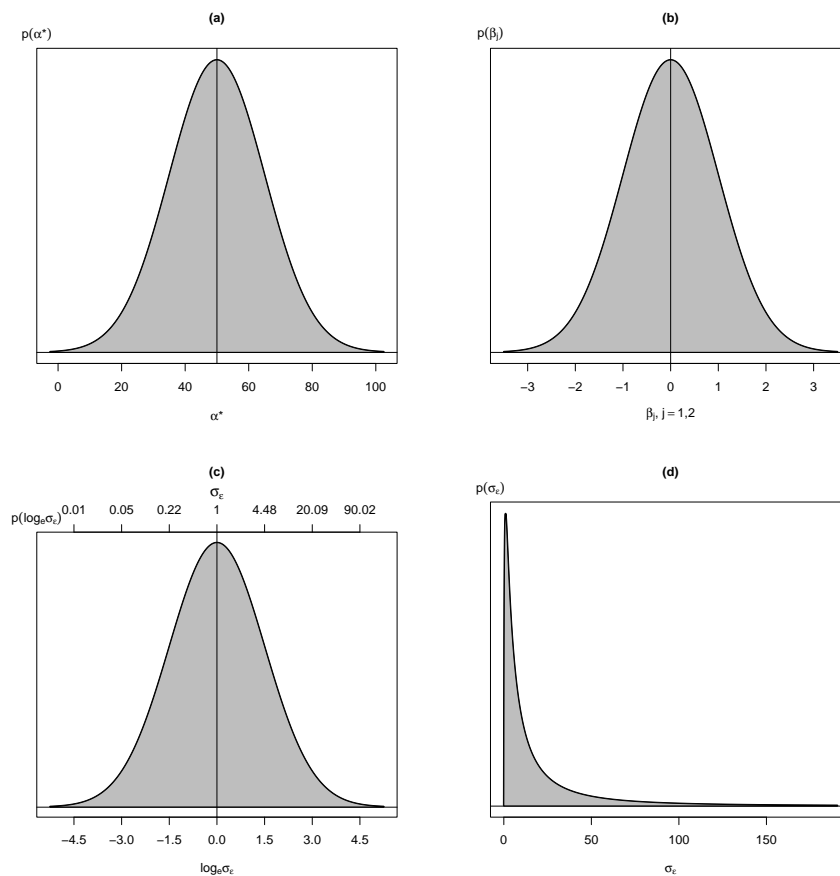 (a)
p(α*)
0 20 40 60 80 100
α*
(b)
p(βj)
−3 −2 −1 0 1 2 3
βj, j = 1,2
(c)
σε
p(logeσε)
0.01 0.05 0.22 1 4.48 20.09 90.02
−4.5 −3.0 −1.5 0.0 1.5 3.0 4.5
logeσε
(d)
p(σε)
0 50 100 150
σε